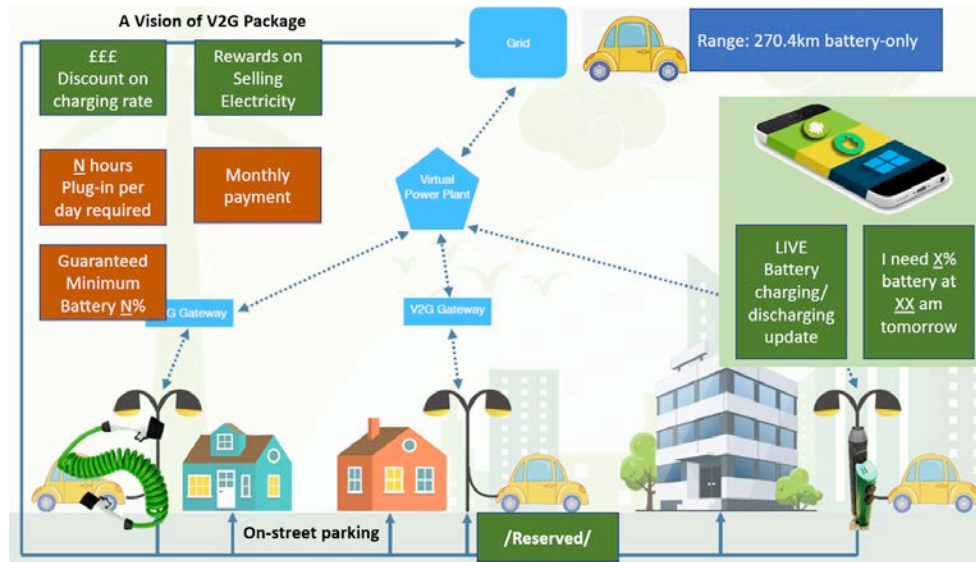 A Vision of V2G Package
Grid
Range: 270.4km battery-only
£££
Discount on
charging rate
Rewards on
Selling
Electricity
N hours
Plug-in per
day required
Monthly
payment
Virtual
Power Plant
Guaranteed
Minimum
Battery N%
LIVE
Battery
charging/
discharging
update
I need X%
battery at
XX am
tomorrow
G Gateway
V2G Gateway
On-street parking
/Reserved/